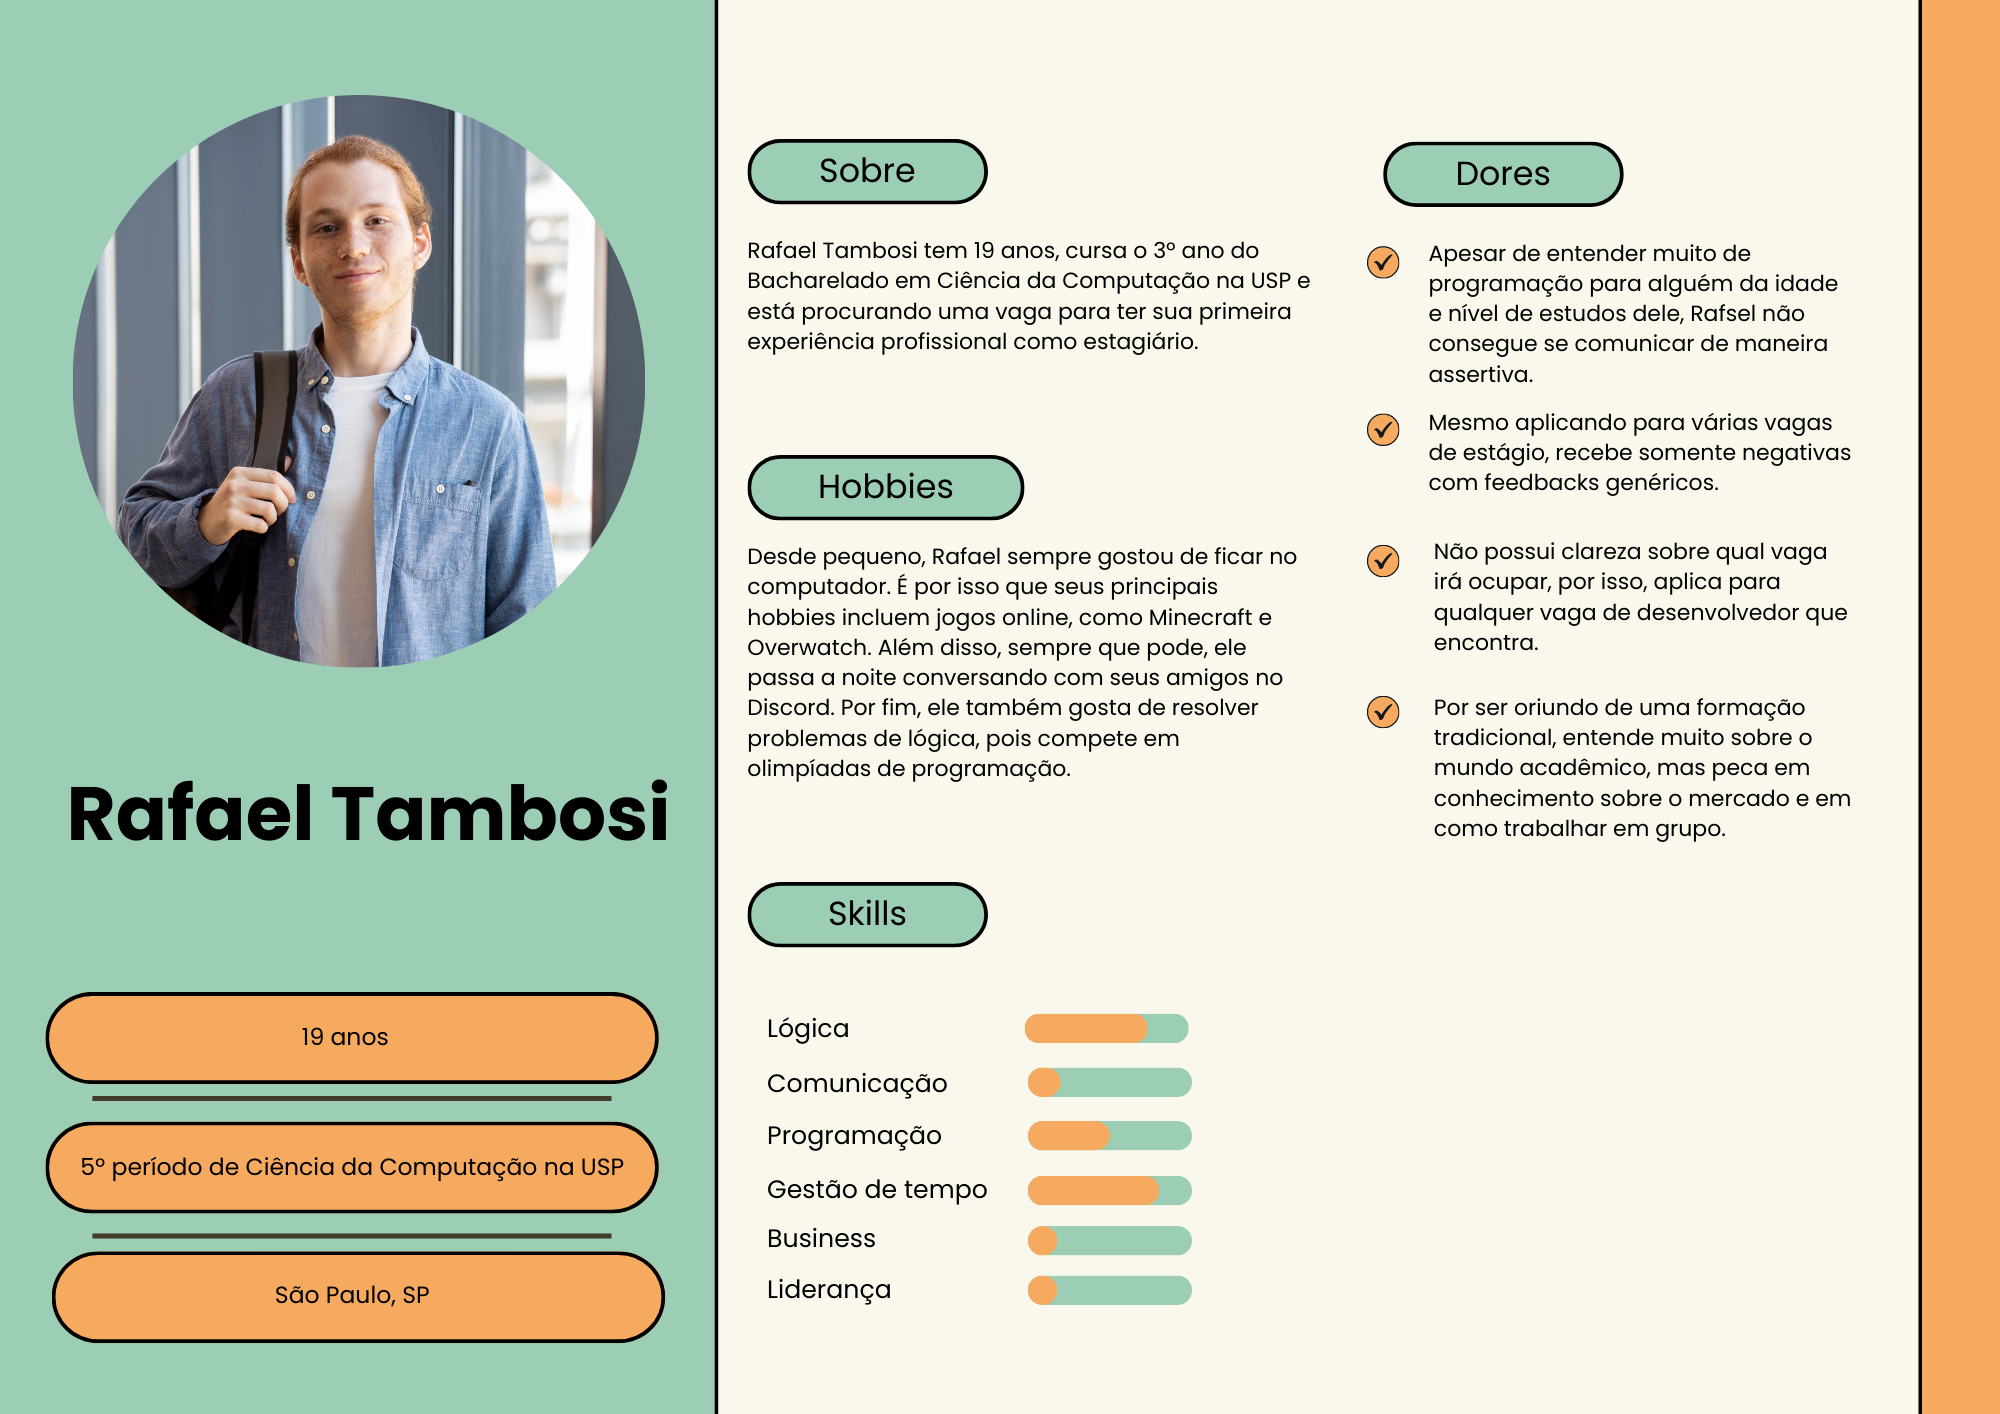 Rafael Tambosi
19 anos
5º período de Ciência da Computação na USP
São Paulo, SP
Sobre
Rafael Tambosi tem 19 anos, cursa o 3º ano do
Bacharelado em Ciência da Computação na USP e
está procurando uma vaga para ter sua primeira
experiência profissional como estagiário.
Hobbies
Desde pequeno, Rafael sempre gostou de ficar no
computador. É por isso que seus principais
hobbies incluem jogos online, como Minecraft e
Overwatch. Além disso, sempre que pode, ele
passa a noite conversando com seus amigos no
Discord. Por fim, ele também gosta de resolver
problemas de lógica, pois compete em
olimpíadas de programação.
Skills
Lógica
Comunicação
Programação
Gestão de tempo
Business
Liderança
Dores
Apesar de entender muito de
programação para alguém da idade
e nível de estudos dele, Rafsel não
consegue se comunicar de maneira
assertiva.
Mesmo aplicando para várias vagas
de estágio, recebe somente negativas
com feedbacks genéricos.
Não possui clareza sobre qual vaga
irá ocupar, por isso, aplica para
qualquer vaga de desenvolvedor que
encontra.
Por ser oriundo de uma formação
tradicional, entende muito sobre o
mundo acadêmico, mas peca em
conhecimento sobre o mercado e em
como trabalhar em grupo.